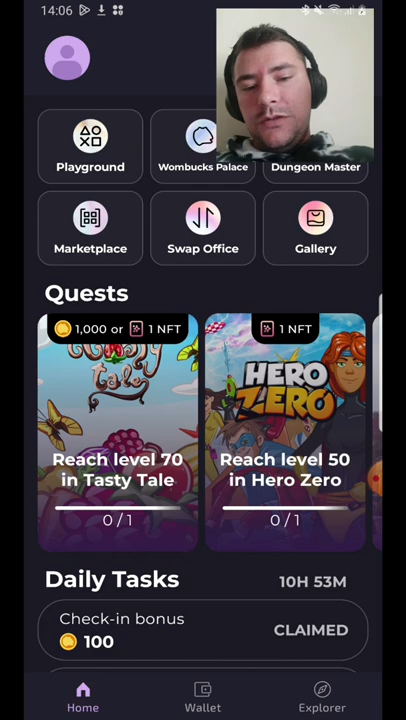 14:06
Playground
Wombucks Palace
Dungeon Master
Marketplace
Swap Office
Gallery
Quests
1,000 or 1 NFT
1 NFT
tale
HERO
ZERO
Reach level 70
in Tasty Tale
0 / 1
Reach level 50
in Hero Zero
0 / 1
Daily Tasks
10H 53M
Check-in bonus
100
CLAIMED
Home
Wallet
Explorer